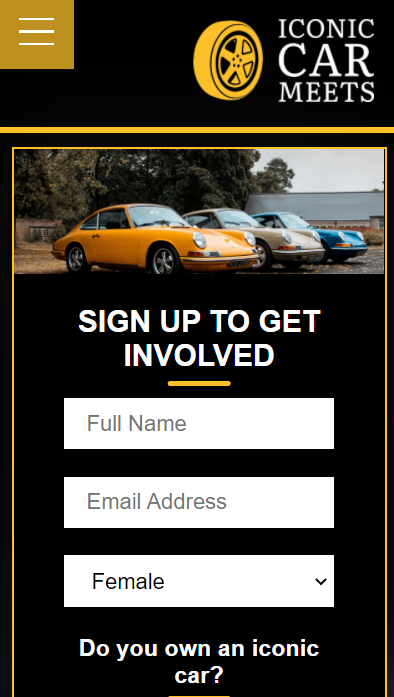 ICONIC
CAR
MEETS
SIGN UP TO GET
INVOLVED
Full Name
Email Address
Female
Do you own an iconic
car?